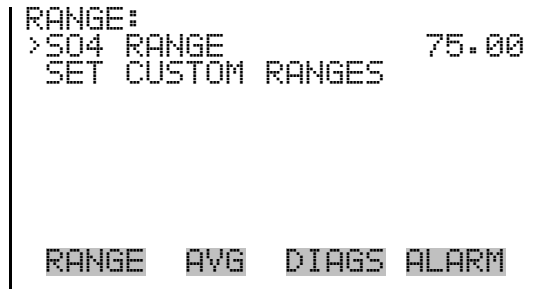 RANGE:
>SO4 RANGE 75.00
SET CUSTOM RANGES
RANGE AVG DIAGS ALARM